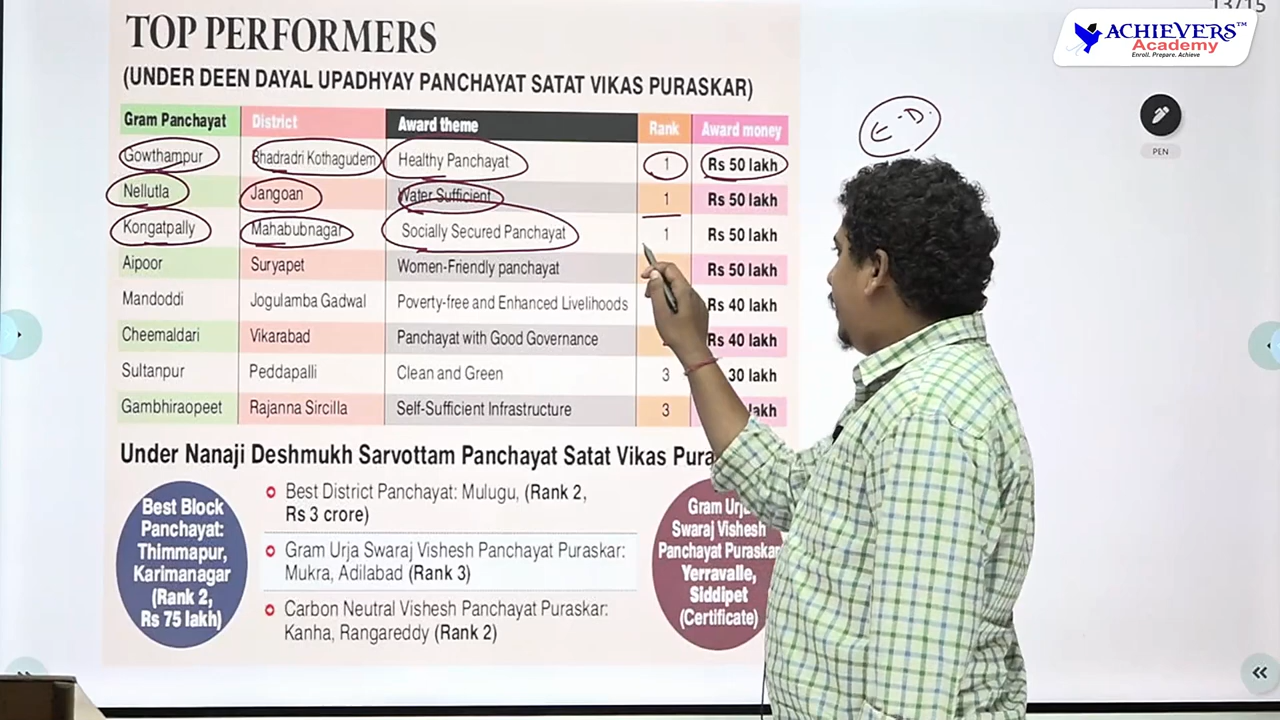 13/15
ACHIEVERS™
Academy
Enroll. Prepare. Achieve
TOP PERFORMERS
(UNDER DEEN DAYAL UPADHYAY PANCHAYAT SATAT VIKAS PURASKAR)
E.D.
PEN
Gram Panchayat District Award theme Rank Award money
Gowthampur Bhadradri Kothagudem Healthy Panchayat 1 Rs 50 lakh
Nellutla Jangoan Water Sufficient 1 Rs 50 lakh
Kongatpally Mahabubnagar Socially Secured Panchayat 1 Rs 50 lakh
Aipoor Suryapet Women-Friendly panchayat Rs 50 lakh
Mandoddi Jogulamba Gadwal Poverty-free and Enhanced Livelihoods Rs 40 lakh
Cheemaldari Vikarabad Panchayat with Good Governance Rs 40 lakh
Sultanpur Peddapalli Clean and Green 3 30 lakh
Gambhiraopeet Rajanna Sircilla Self-Sufficient Infrastructure 3 lakh
Under Nanaji Deshmukh Sarvottam Panchayat Satat Vikas
Best Block
Panchayat:
Thimmapur,
Karimanagar
(Rank 2,
Rs 75 lakh)
Best District Panchayat: Mulugu, (Rank 2,
Rs 3 crore)
Gram Urja Swaraj Vishesh Panchayat Puraskar:
Mukra, Adilabad (Rank 3)
Carbon Neutral Vishesh Panchayat Puraskar:
Kanha, Rangareddy (Rank 2)
Gram Urja
Swaraj Vishesh
Panchayat Puraskar
Yerravalle,
Siddipet
(Certificate)